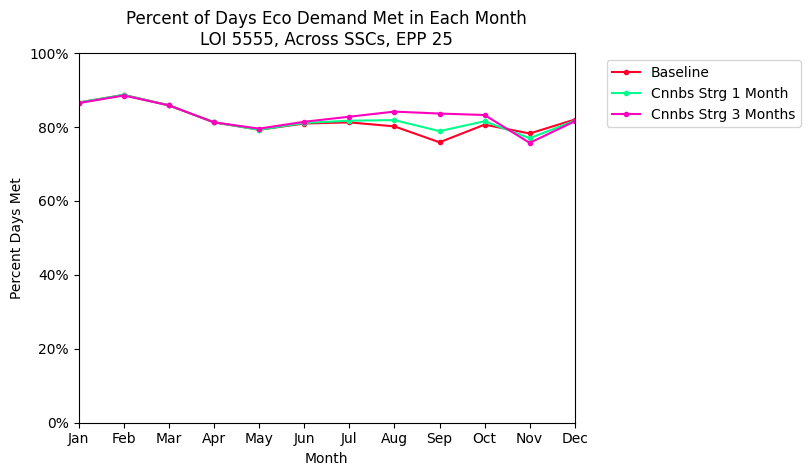 Percent of Days Eco Demand Met in Each Month
LOI 5555, Across SSCs, EPP 25
100%
80%
60%
40%
20%
0%
Percent Days Met
Jan Feb Mar Apr May Jun Jul Aug Sep Oct Nov Dec
Month
Baseline
Cnnbs Strg 1 Month
Cnnbs Strg 3 Months